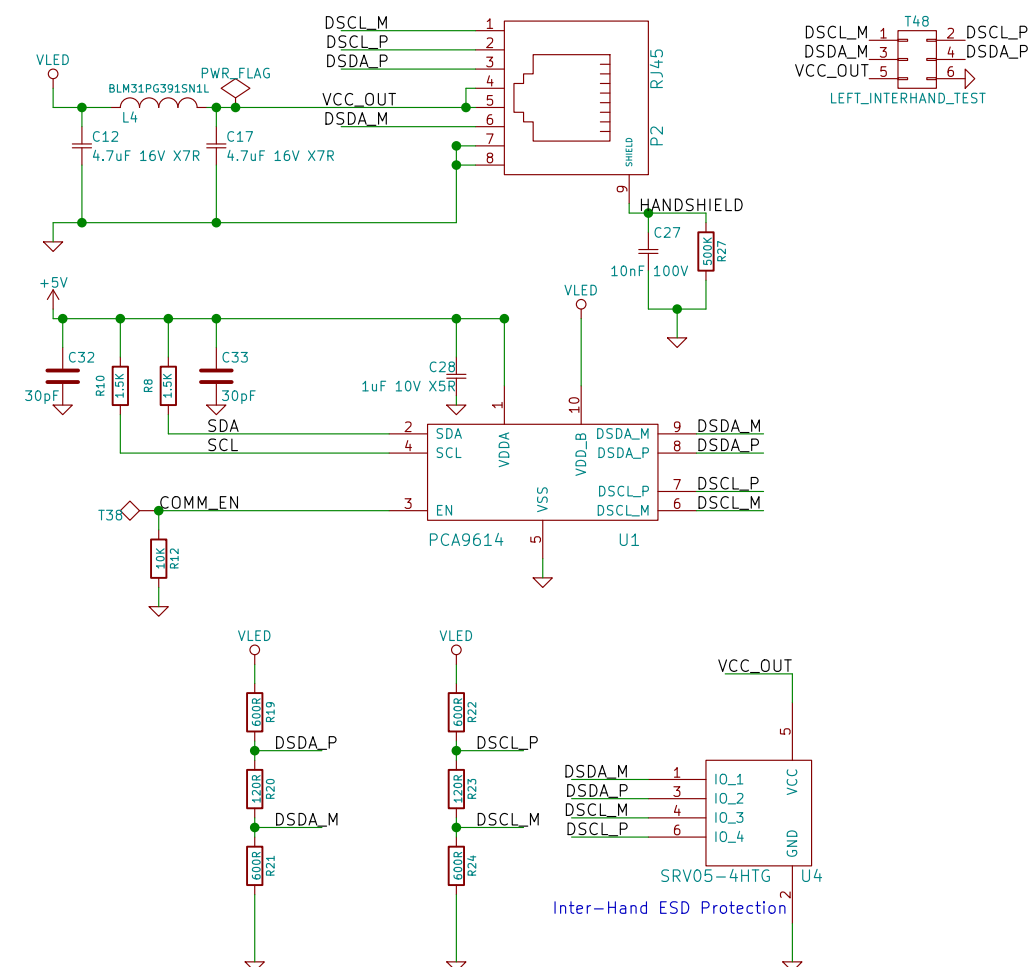 DSCL_M
1
DSCL_P
2
DSDA_P
3
4
VCC_OUT
5
DSDA_M
6
7
8
RJ45
P2
SHIELD
9
VLED
PWR_FLAG
BLM31PG391SN1L
L4
C12
4.7uF 16V X7R
C17
4.7uF 16V X7R
T48
DSCL_M 1
2 DSCL_P
DSDA_M 3
4 DSDA_P
VCC_OUT 5
6
LEFT_INTERHAND_TEST
HANDSHIELD
C27
10nF 100V
500K
R27
+5V
VLED
C32
30pF
R10
1.5K
R8
1.5K
C33
30pF
C28
1uF 10V X5R
1
10
SDA
2
SDA
SCL
4
SCL
VDDA
VDD_B
DSDA_M
9
DSDA_M
DSDA_P
8
DSDA_P
DSCL_P
7
DSCL_P
DSCL_M
6
DSCL_M
VSS
COMM_EN
3
EN
T38
10K
R12
PCA9614
5
U1
VLED
600R
R19
DSDA_P
120R
R20
DSDA_M
600R
R21
VLED
600R
R22
DSCL_P
120R
R23
DSCL_M
600R
R24
VCC_OUT
5
VCC
DSDA_M
1
IO_1
DSDA_P
3
IO_2
DSCL_M
4
IO_3
DSCL_P
6
IO_4
GND
SRV05-4HTG
U4
2
Inter-Hand ESD Protection